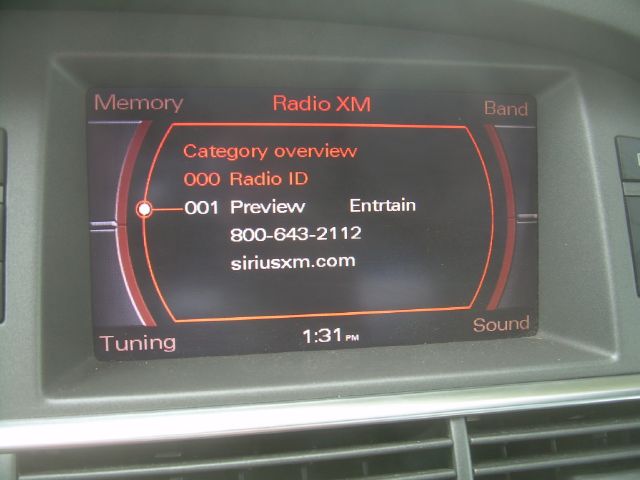 Memory Radio XM Band
Category overview
000 Radio ID
001 Preview Entrtain
800-643-2112
siriusxm.com
Tuning 1:31 PM Sound